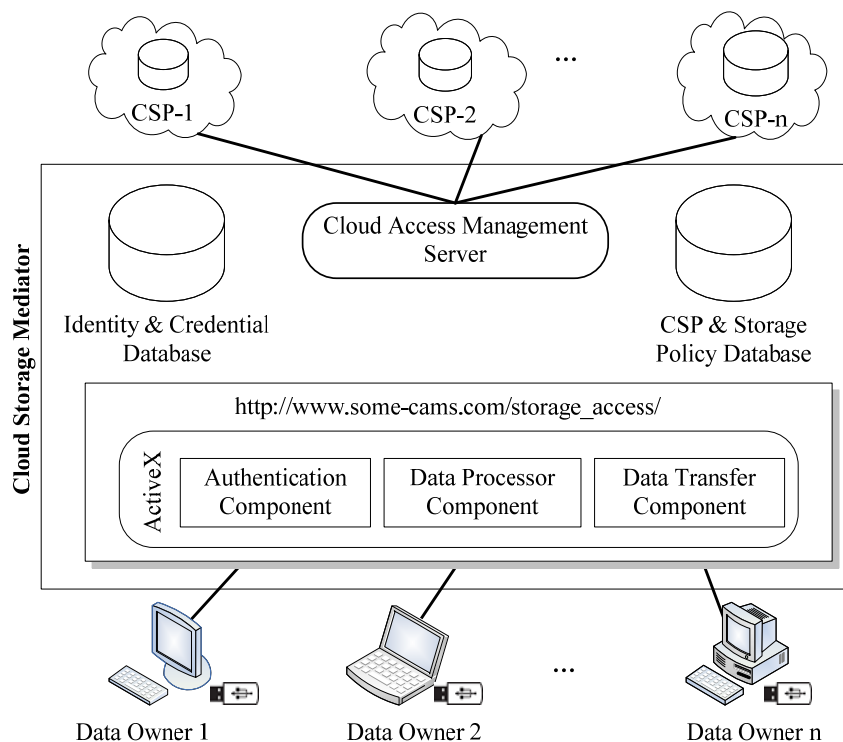 CSP-1
CSP-2
...
CSP-n
Cloud Storage Mediator
Cloud Access Management
Server
Identity & Credential
Database
CSP & Storage
Policy Database
http://www.some-cams.com/storage_access/
ActiveX
Authentication
Component
Data Processor
Component
Data Transfer
Component
...
Data Owner 1
Data Owner 2
Data Owner n